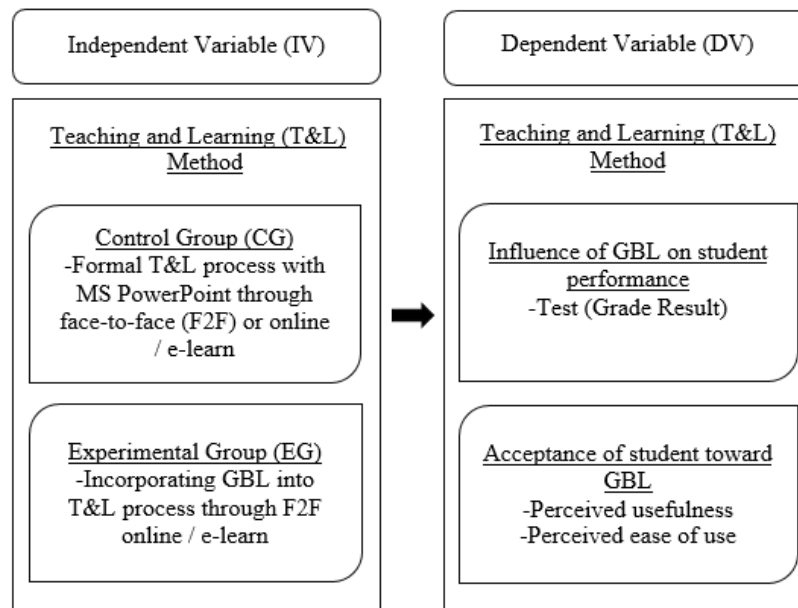 Independent Variable (IV)
Teaching and Learning (T&L)
Method
Control Group (CG)
-Formal T&L process with
MS PowerPoint through
face-to-face (F2F) or online
/ e-learn
Experimental Group (EG)
-Incorporating GBL into
T&L process through F2F
online / e-learn
Dependent Variable (DV)
Teaching and Learning (T&L)
Method
Influence of GBL on student
performance
-Test (Grade Result)
Acceptance of student toward
GBL
-Perceived usefulness
-Perceived ease of use